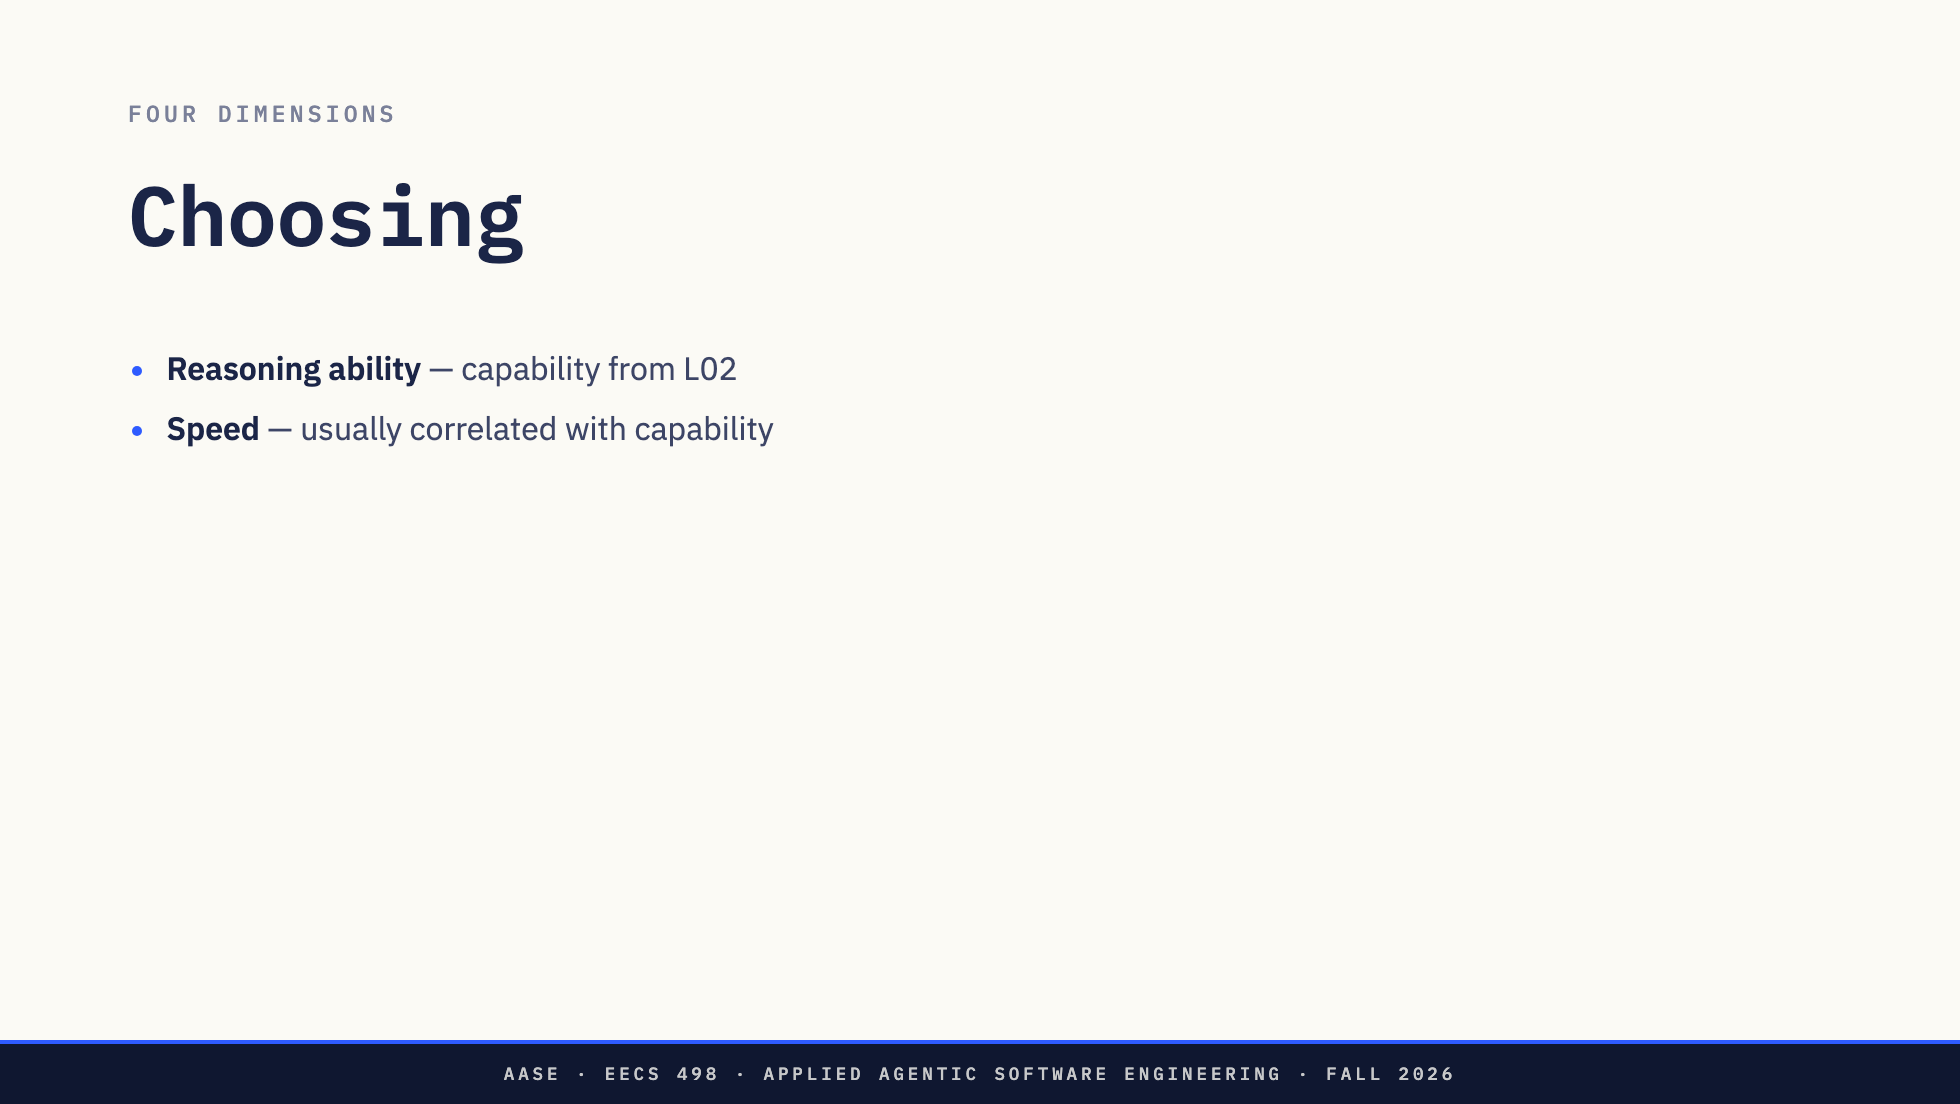 FOUR DIMENSIONS
Choosing
• Reasoning ability — capability from L02
• Speed — usually correlated with capability
AASE · EECS 498 · APPLIED AGENTIC SOFTWARE ENGINEERING · FALL 2026